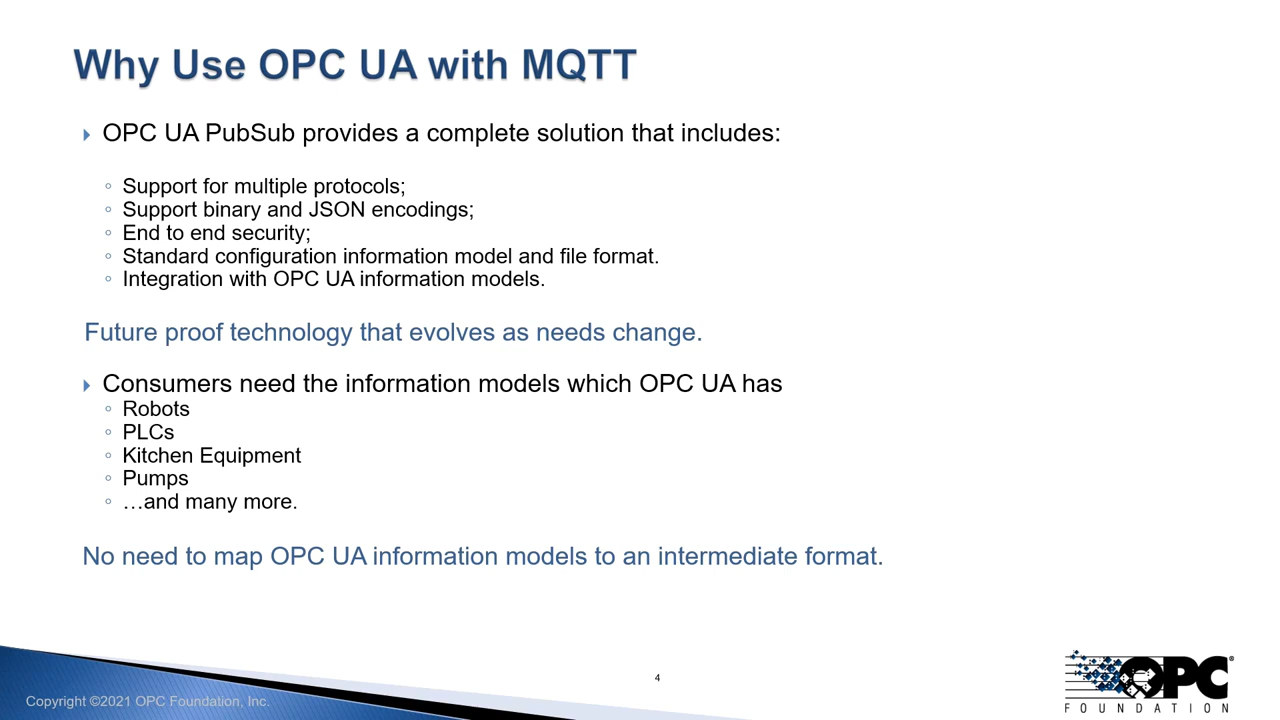 Why Use OPC UA with MQTT
OPC UA PubSub provides a complete solution that includes:
Support for multiple protocols;
Support binary and JSON encodings;
End to end security;
Standard configuration information model and file format.
Integration with OPC UA information models.
Future proof technology that evolves as needs change.
Consumers need the information models which OPC UA has
Robots
PLCs
Kitchen Equipment
Pumps
…and many more.
No need to map OPC UA information models to an intermediate format.
4
Copyright ©2021 OPC Foundation, Inc.
OPC®
FOUNDATION